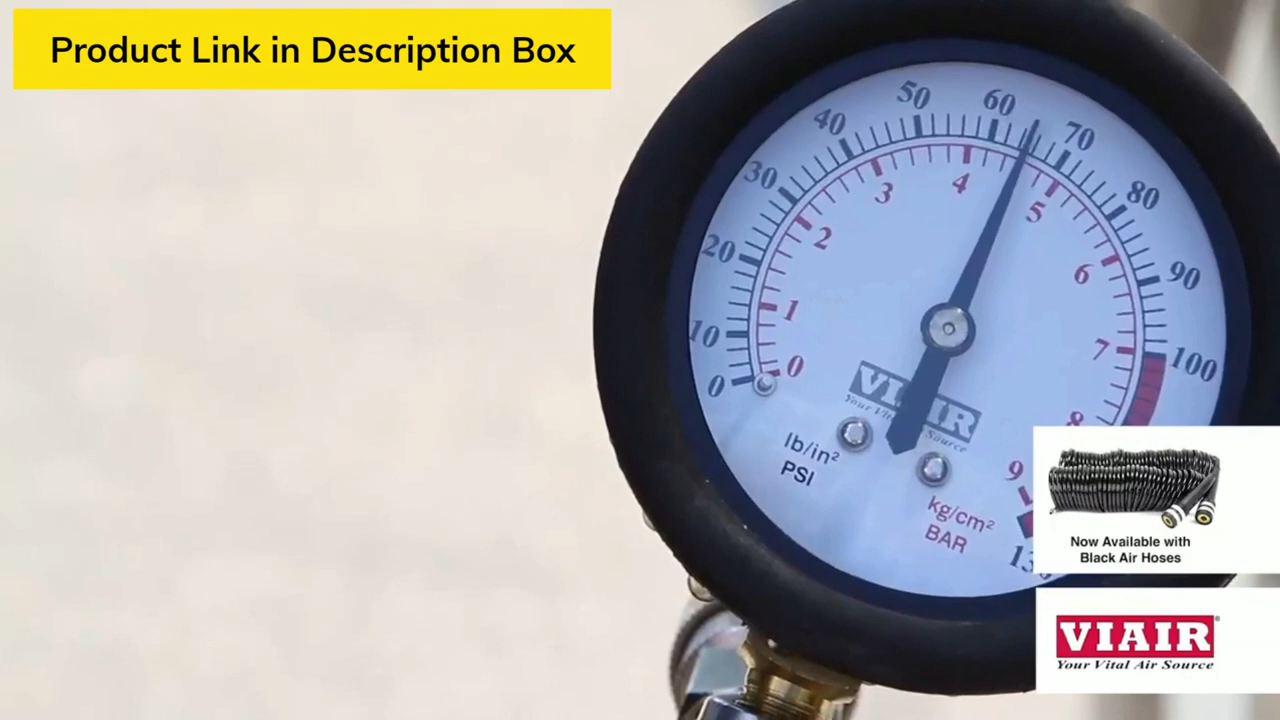 Product Link in Description Box
0
10
20
30
40
50
60
70
80
90
100
0
1
2
3
4
5
6
7
8
9
VIAIR
Source
lb/in²
PSI
kg/cm²
BAR
Now Available with
Black Air Hoses
VIAIR®
Your Vital Air Source